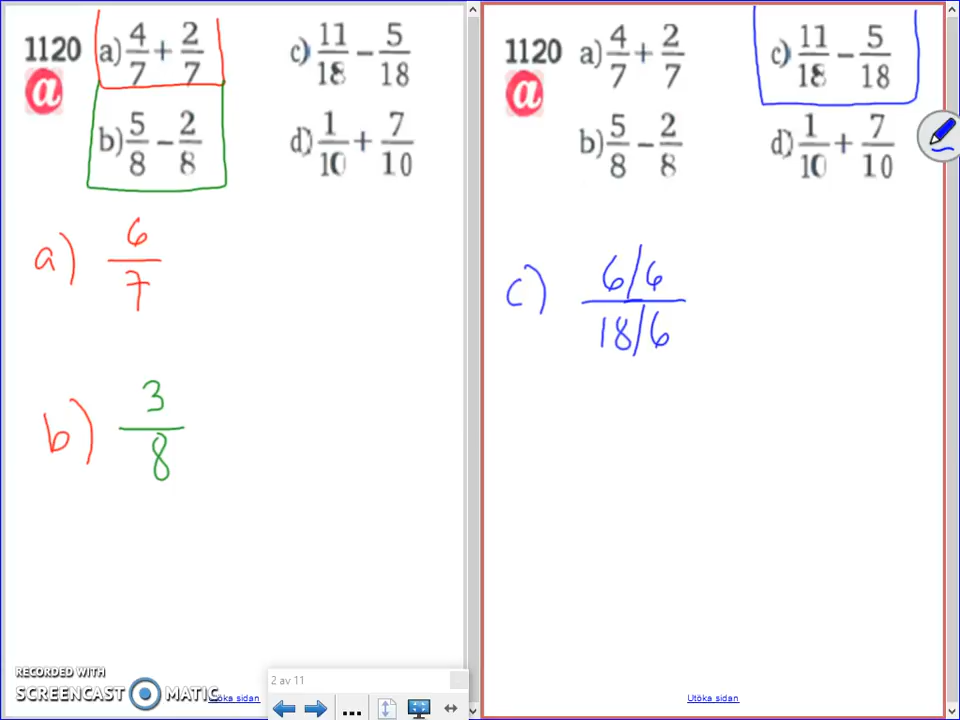 1120 a) 4/7 + 2/7 c) 11/18 − 5/18
a b) 5/8 − 2/8 d) 1/10 + 7/10
a) 6/7
b) 3/8
RECORDED WITH
SCREENCAST MATIC
Utöka sidan
2 av 11
1120 a) 4/7 + 2/7 c) 11/18 − 5/18
a b) 5/8 − 2/8 d) 1/10 + 7/10
c) 6/6
18/6
Utöka sidan